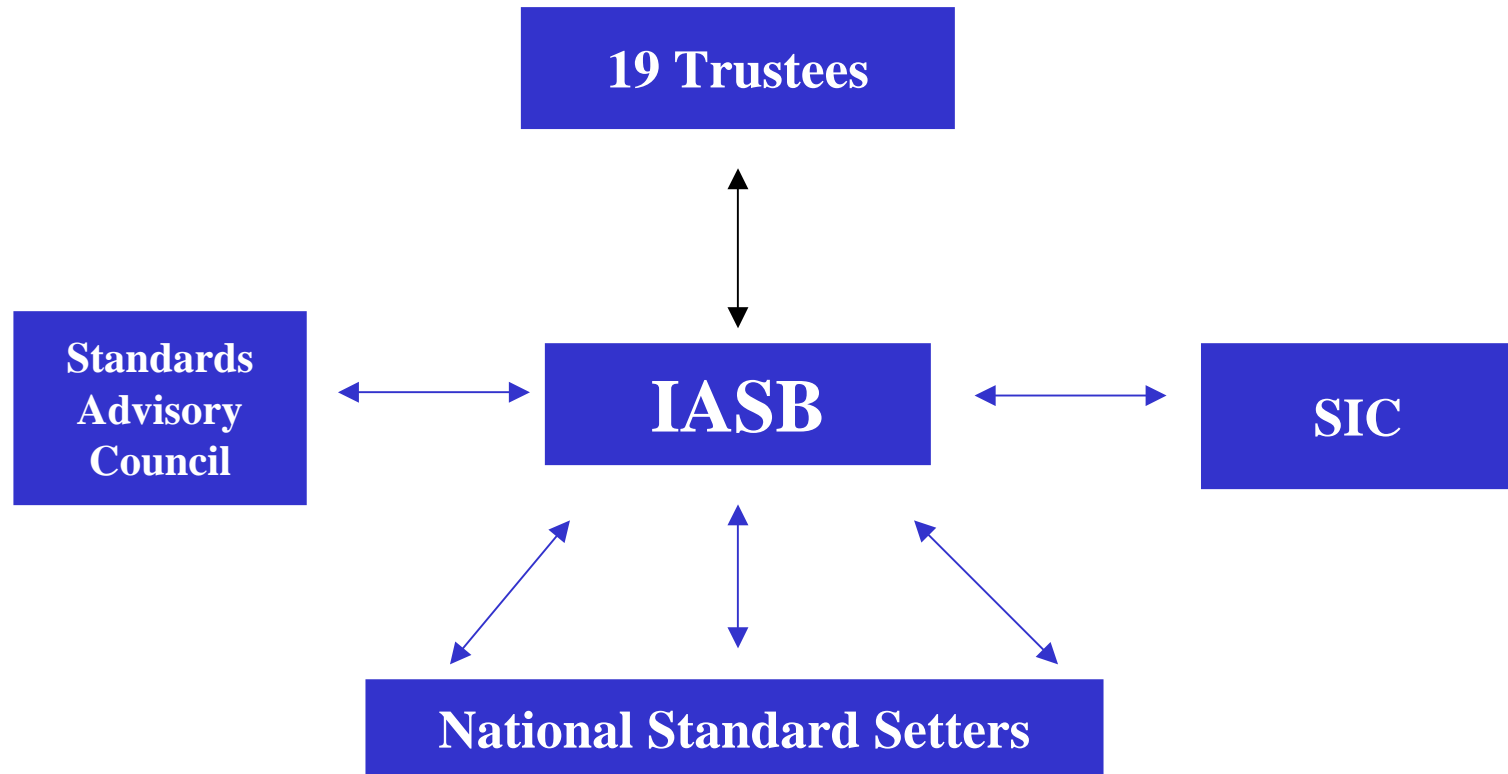 19 Trustees
Standards
Advisory
Council
IASB
SIC
National Standard Setters